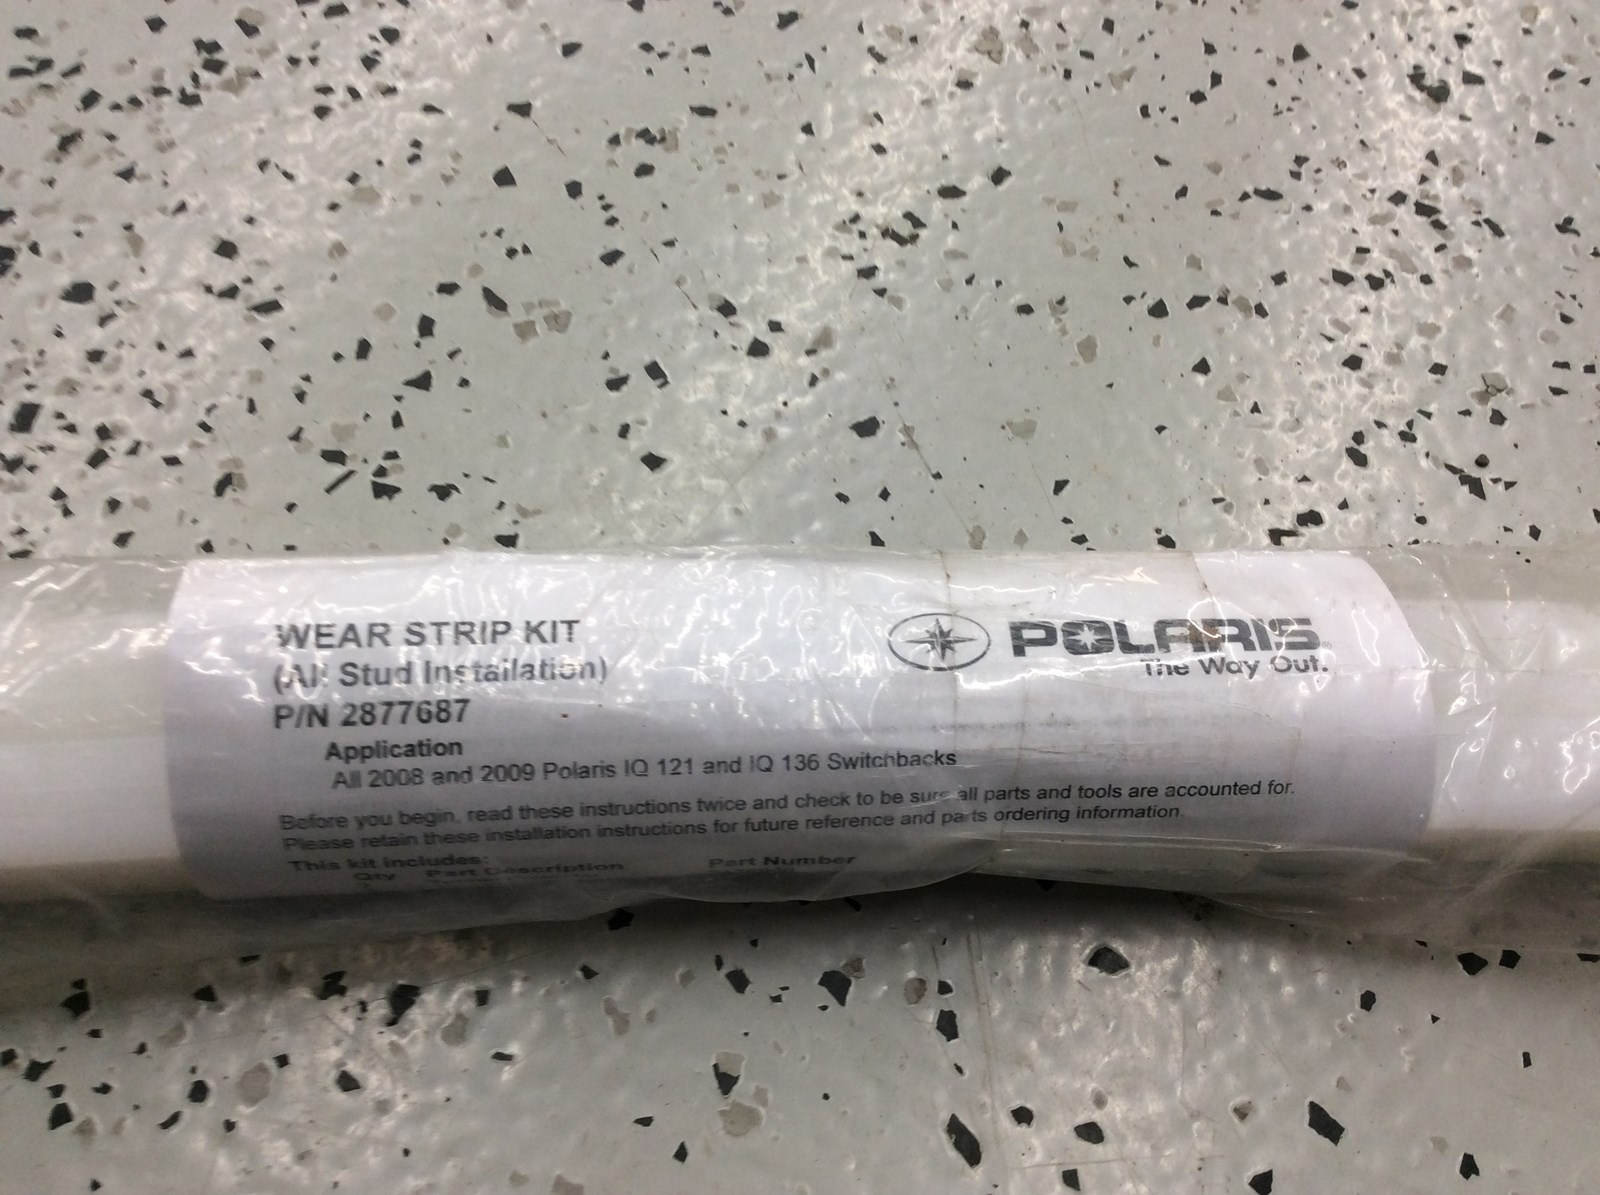 WEAR STRIP KIT
(All Stud Installation)
P/N 2877687
Application
All 2008 and 2009 Polaris IQ 121 and IQ 136 Switchbacks
POLARIS
The Way Out.
Before you begin, read these instructions twice and check to be sure all parts and tools are accounted for.
Please retain these installation instructions for future reference and parts ordering information.
This kit includes:
Qty Part Description Part Number